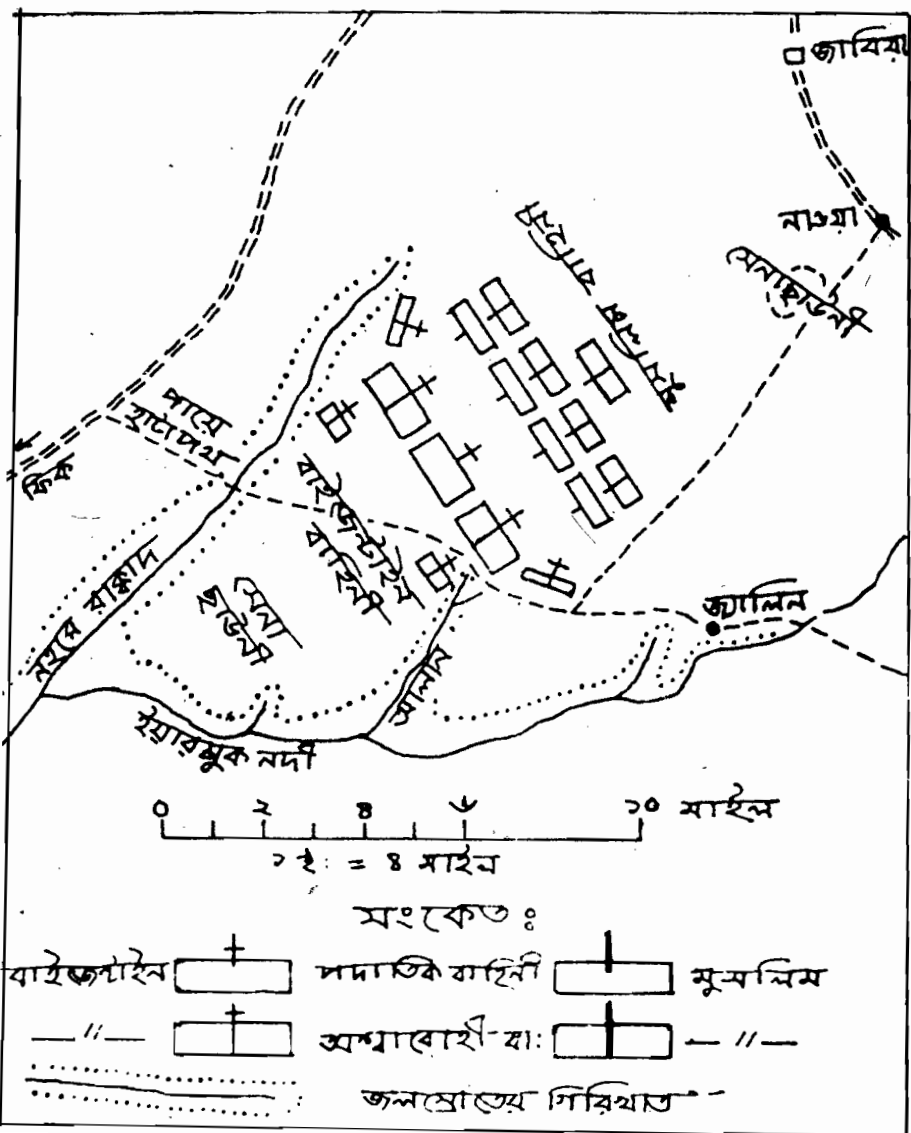 জাবিয়া
নাওয়া
সেনাছাউনী
পায়ে
হাটাপথ
ফিক
বাইজেন্টাইন
বাহিনী
সেনা
ছাউনী
নহরে রাক্কাদ
জ্যালিন
ইয়ারমুক নদী
০ ২ ৪ ৬ ১০ মাইল
১ ই: = ৪ মাইল
সংকেত :
বাইজেন্টাইন পদাতিক বাহিনী মুসলিম
— " — অশ্বারোহী বা: — " —
জলস্রোতের গিরিখাত